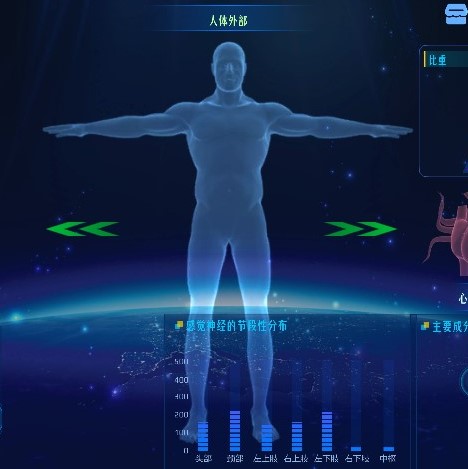 人体外部
比重
心
感觉神经的节段性分布
主要成分
500
400
300
200
100
0
头部 颈部 左上肢 右上肢 左下肢 右下肢 中枢